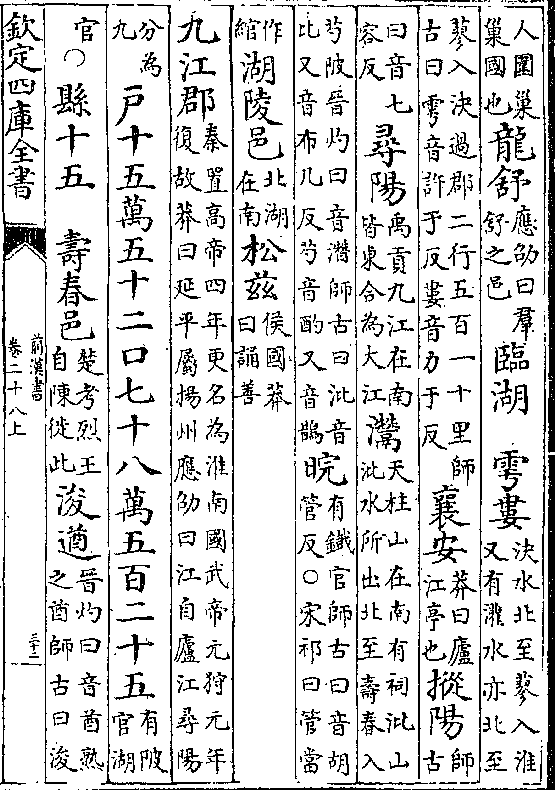 人圍巢
巢國也
龍舒
應劭曰羣
舒之邑
臨湖
雩婁
決水北至蓼入淮
又有灌水亦北至
蓼入決過郡二行五百一十里師
古曰雩音許于反婁音力于反
襄安
莽曰廬
江亭也
樅陽
師
古
曰音七
容反
尋陽
禹貢九江在南
皆東合為大江
灊
天柱山在南有祠沘山
沘水所出北至壽春入
芍陂晉灼曰音潛師古曰沘音
比又音布几反芍音酌又音鵲
晥
有鐵官師古曰音胡
管反○宋祁曰管當
作
綰
湖陵邑
北湖
在南
松兹
侯國莽
曰誦善
九江郡
秦置高帝四年更名為淮南國武帝元狩元年
復故莽曰延平屬揚州應劭曰江自廬江尋陽
分為
九
戶十五萬五十二口七十八萬五百二十五
有陂
官湖
官○
縣十五
壽春邑
楚考烈王
自陳徙此
浚遒
晉灼曰音酋熟
之酋師古曰浚
欽定四庫全書
前漢書
卷二十八上
三十二